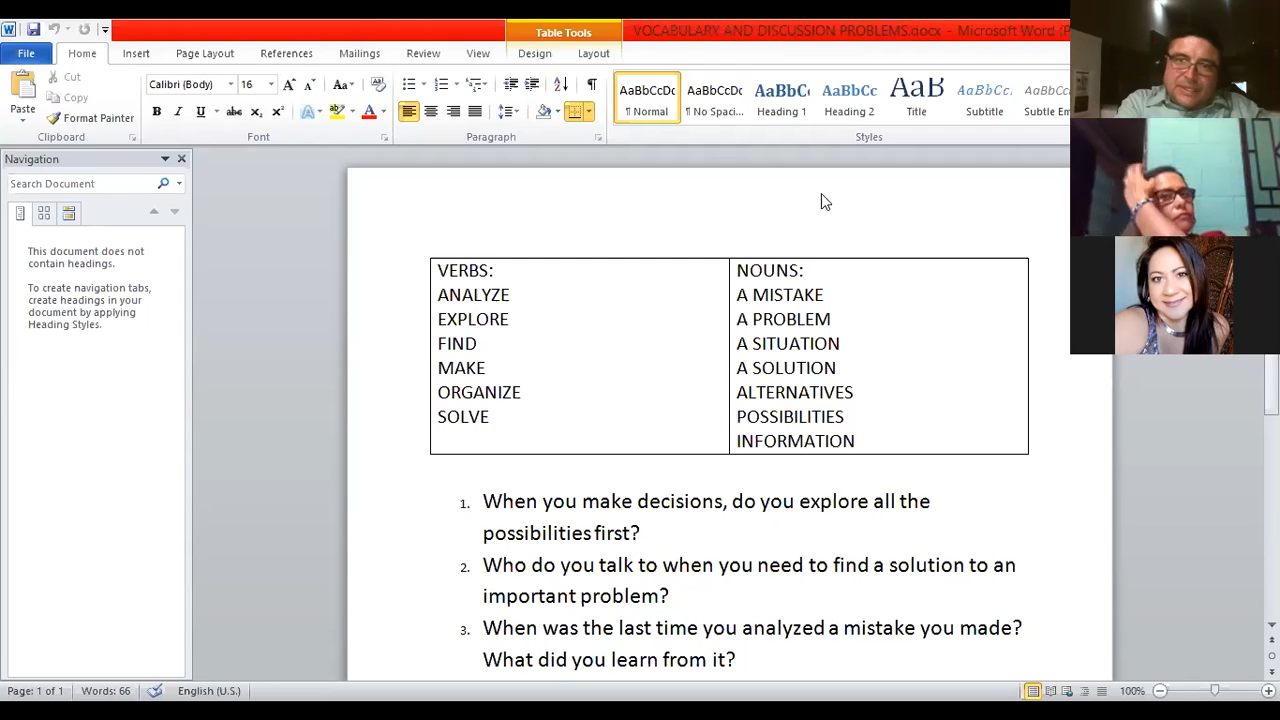 Table Tools
VOCABULARY AND DISCUSSION PROBLEMS.docx - Microsoft Word (P
File Home Insert Page Layout References Mailings Review View Design Layout
Paste
Cut
Copy
Format Painter
Clipboard
Calibri (Body) 16
Font
Paragraph
AaBbCcDc AaBbCcDc AaBbC AaBbCc AaB AaBbCcL AaBbCcL
¶ Normal ¶ No Spaci... Heading 1 Heading 2 Title Subtitle Subtle Em
Styles
Navigation
Search Document
This document does not
contain headings.
To create navigation tabs,
create headings in your
document by applying
Heading Styles.
VERBS:
ANALYZE
EXPLORE
FIND
MAKE
ORGANIZE
SOLVE
NOUNS:
A MISTAKE
A PROBLEM
A SITUATION
A SOLUTION
ALTERNATIVES
POSSIBILITIES
INFORMATION
1. When you make decisions, do you explore all the
possibilities first?
2. Who do you talk to when you need to find a solution to an
important problem?
3. When was the last time you analyzed a mistake you made?
What did you learn from it?
Page: 1 of 1 Words: 66 English (U.S.) 100%